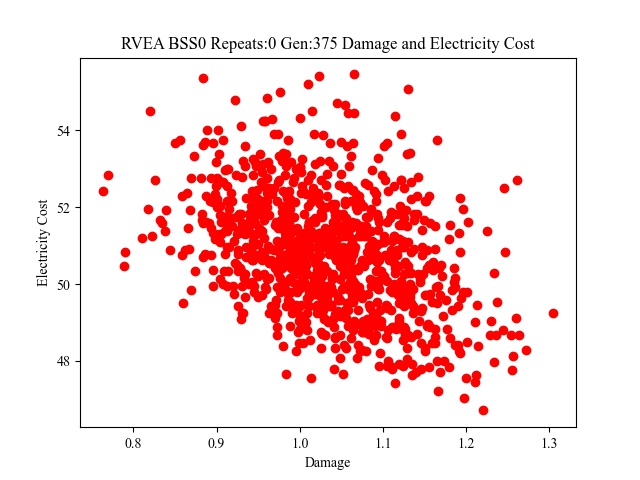 RVEA BSS0 Repeats:0 Gen:375 Damage and Electricity Cost
Electricity Cost
54
52
50
48
0.8 0.9 1.0 1.1 1.2 1.3
Damage